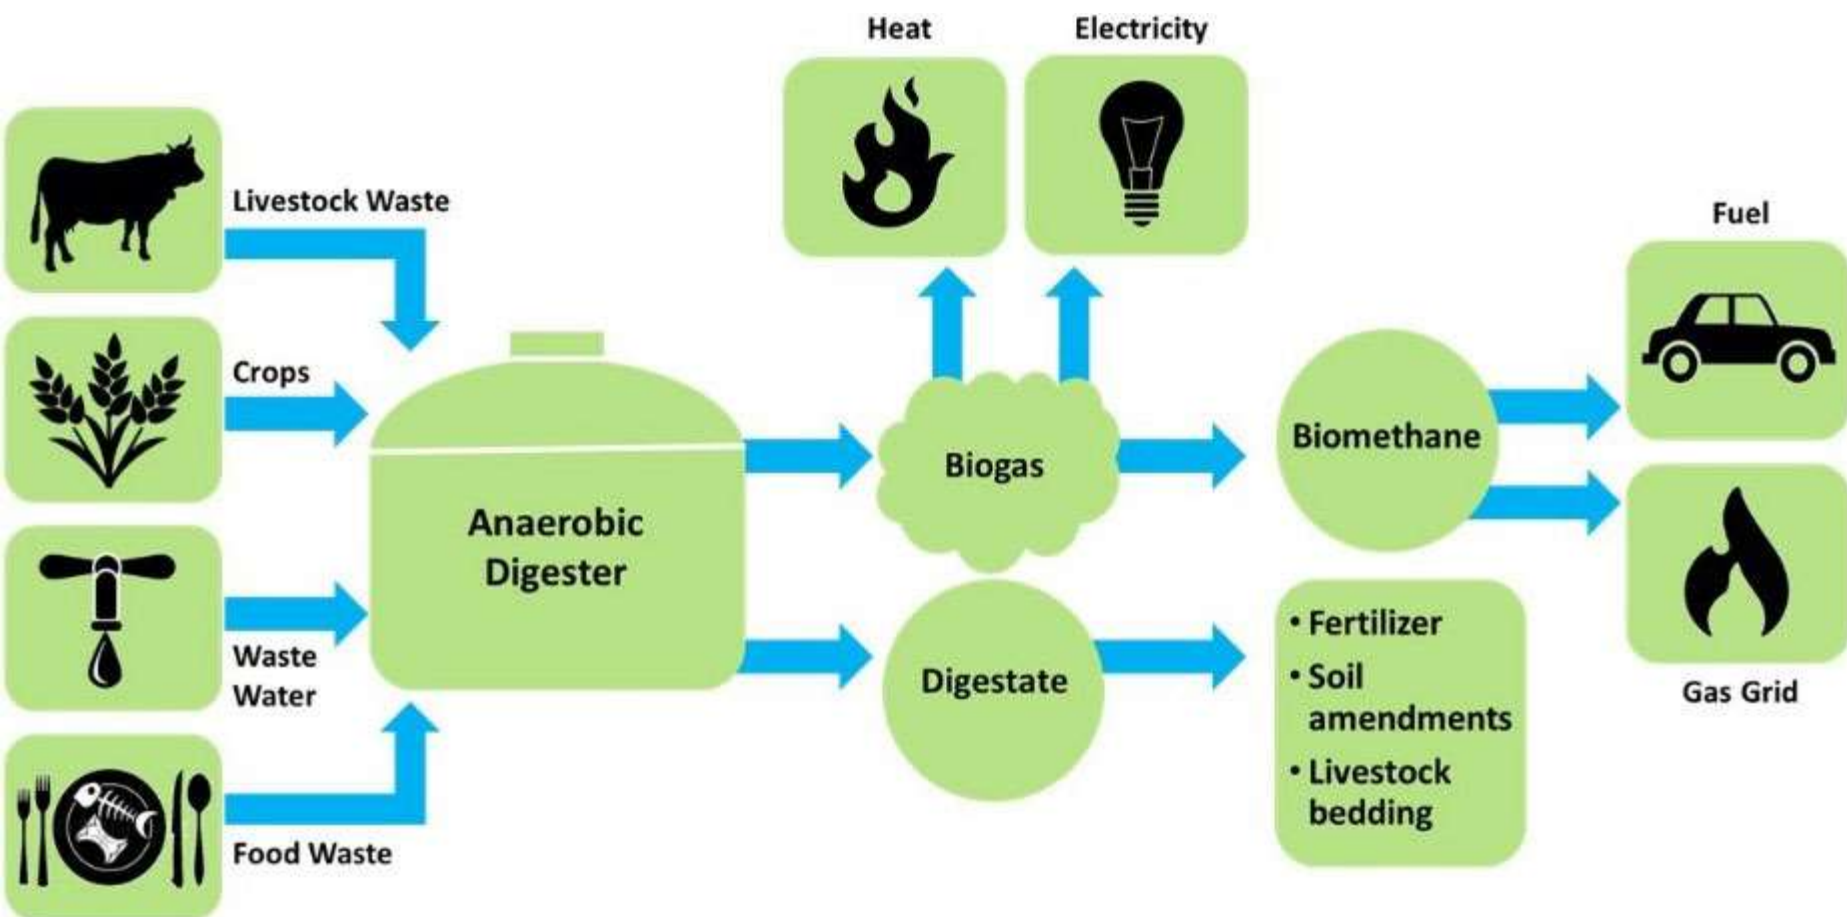 Heat
Electricity
Livestock Waste
Crops
Waste
Water
Food Waste
Anaerobic
Digester
Biogas
Digestate
Biomethane
• Fertilizer
• Soil
amendments
• Livestock
bedding
Fuel
Gas Grid